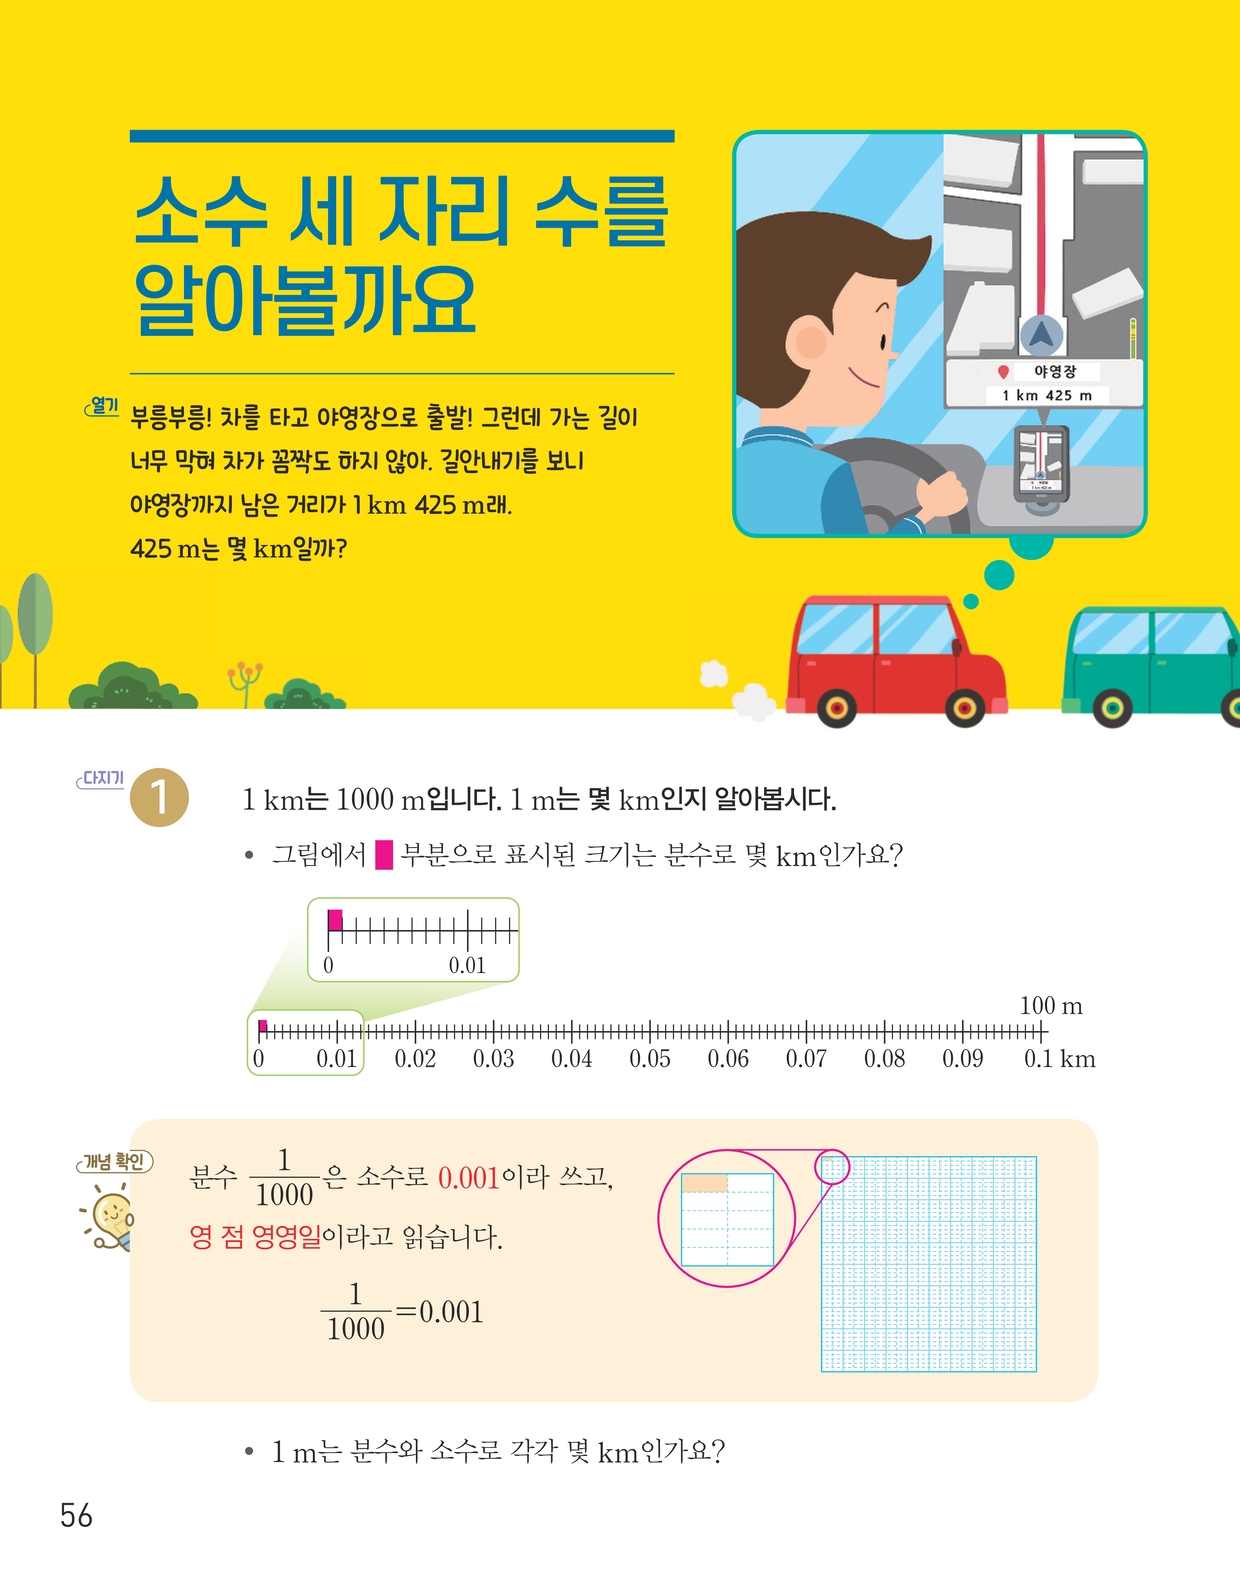 소수 세 자리 수를
알아볼까요
열기
부릉부릉! 차를 타고 야영장으로 출발! 그런데 가는 길이
너무 막혀 차가 꼼짝도 하지 않아. 길안내기를 보니
야영장까지 남은 거리가 1 km 425 m래.
425 m는 몇 km일까?
야영장
1 km 425 m
다지기
1
1 km는 1000 m입니다. 1 m는 몇 km인지 알아봅시다.
• 그림에서 부분으로 표시된 크기는 분수로 몇 km인가요?
0 0.01
100 m
0 0.01 0.02 0.03 0.04 0.05 0.06 0.07 0.08 0.09 0.1 km
개념 확인
분수 1/1000은 소수로 0.001이라 쓰고,
영 점 영영일이라고 읽습니다.
1/1000=0.001
• 1 m는 분수와 소수로 각각 몇 km인가요?
56